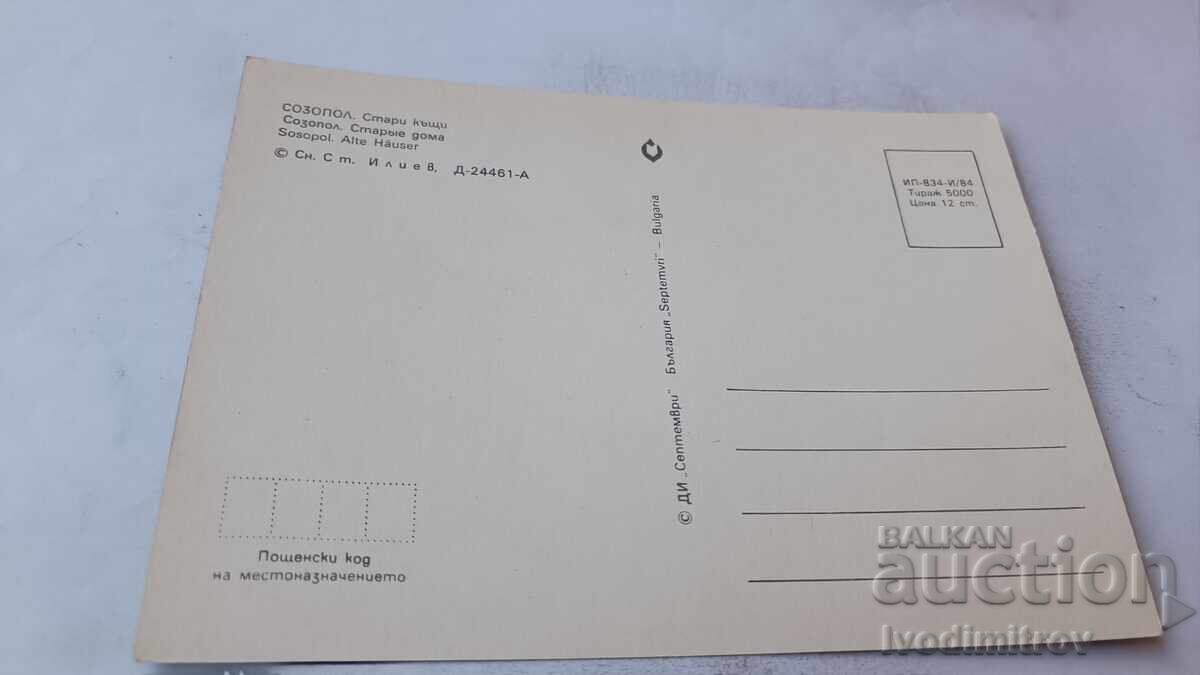 СОЗОПОЛ. Стари къщи
Созопол. Старые дома
Sosopol. Alte Häuser
© Сн. Ст. Илиев, Д-24461-А
ИП-834-И/84
Тираж 5000
Цена 12 ст.
© ДИ „Септември" България „Septemvri" – Bulgaria
Пощенски код
на местоназначението
BALKAN
auction
Ivodimitrov